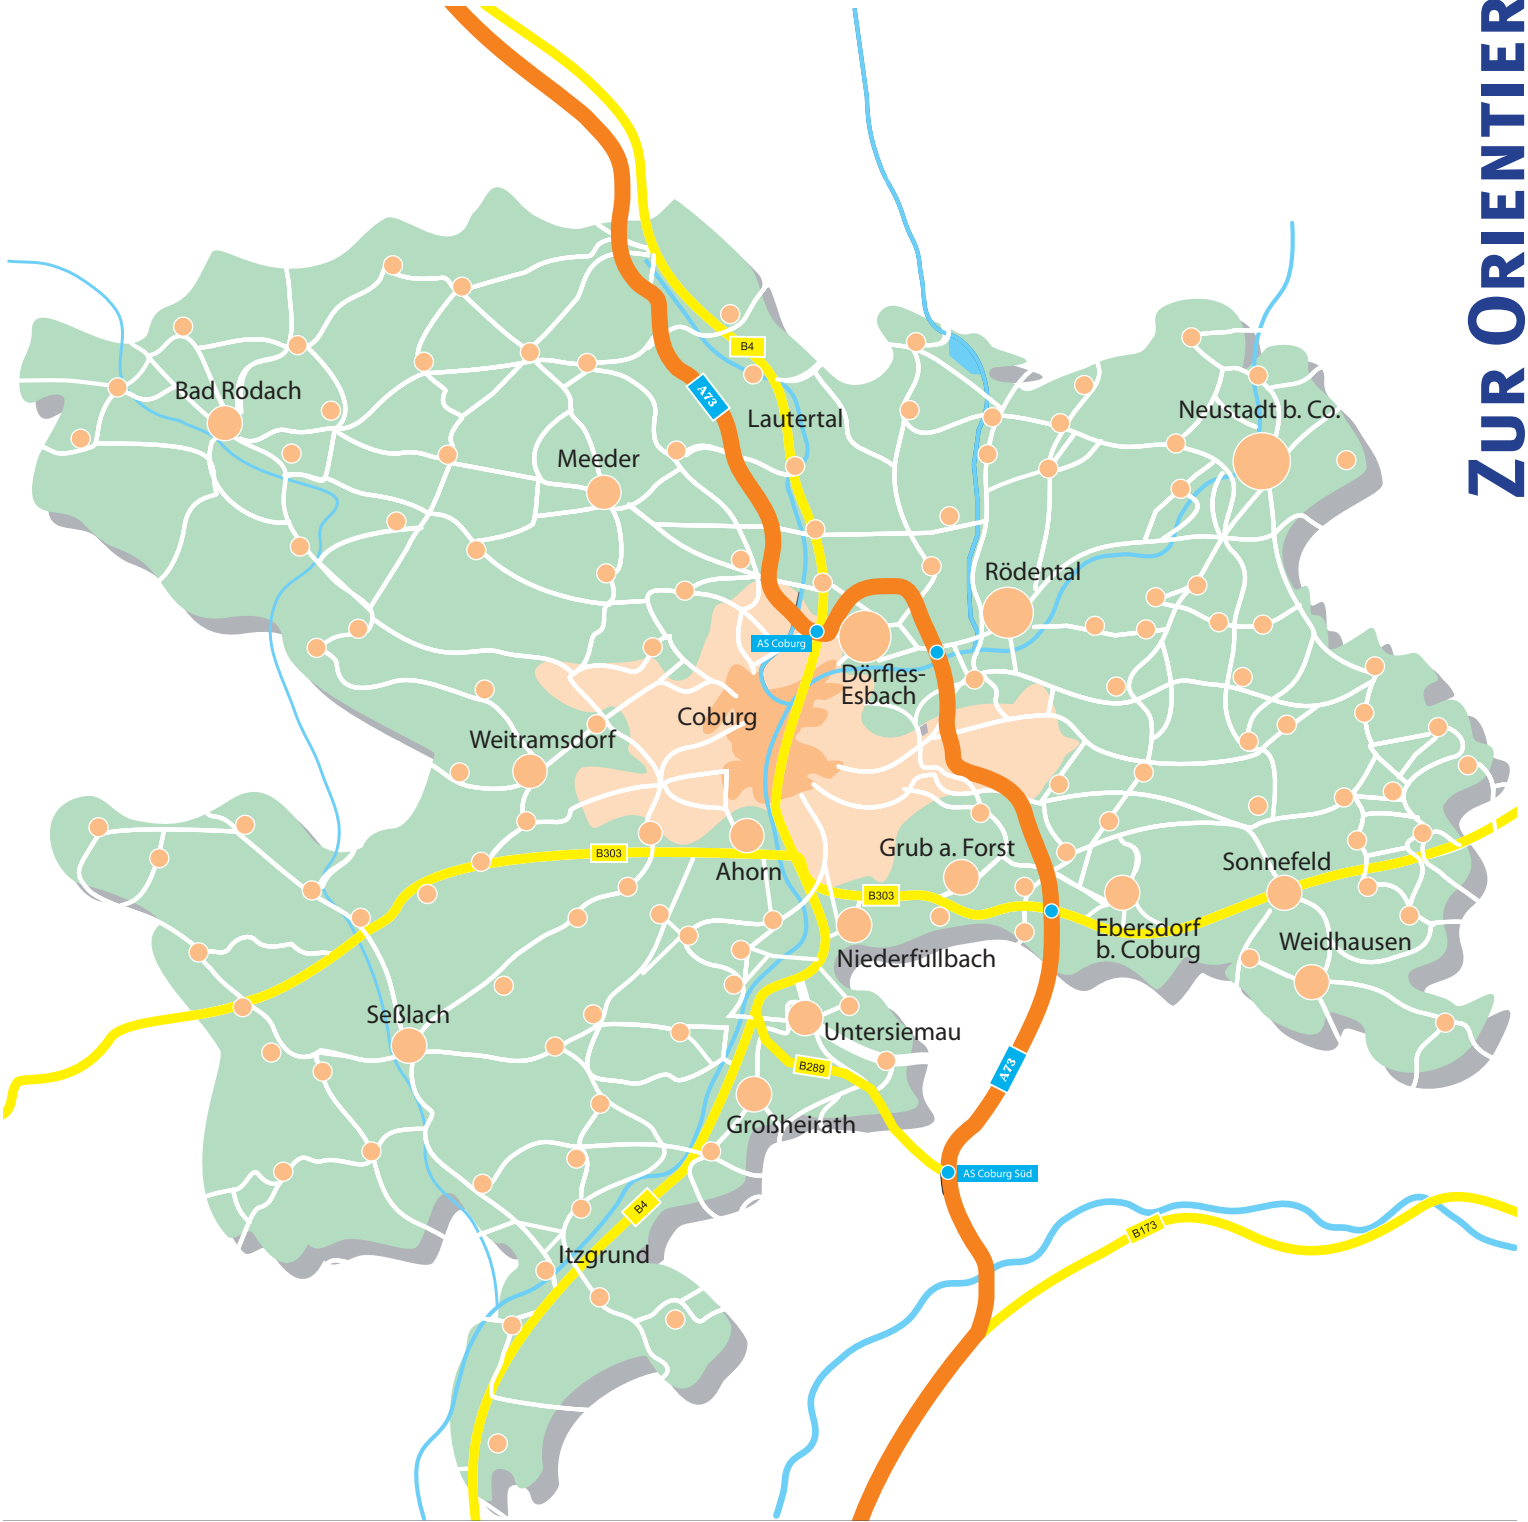 ZUR ORIENTIER
B4
A73
Bad Rodach
Lautertal
Neustadt b. Co.
Meeder
Rödental
AS Coburg
Dörfles-
Esbach
Coburg
Weitramsdorf
B303
Ahorn
Grub a. Forst
Sonnefeld
B303
Ebersdorf
b. Coburg
Weidhausen
Niederfüllbach
Seßlach
Untersiemau
B289
A73
Großheirath
AS Coburg Süd
B4
B173
Itzgrund